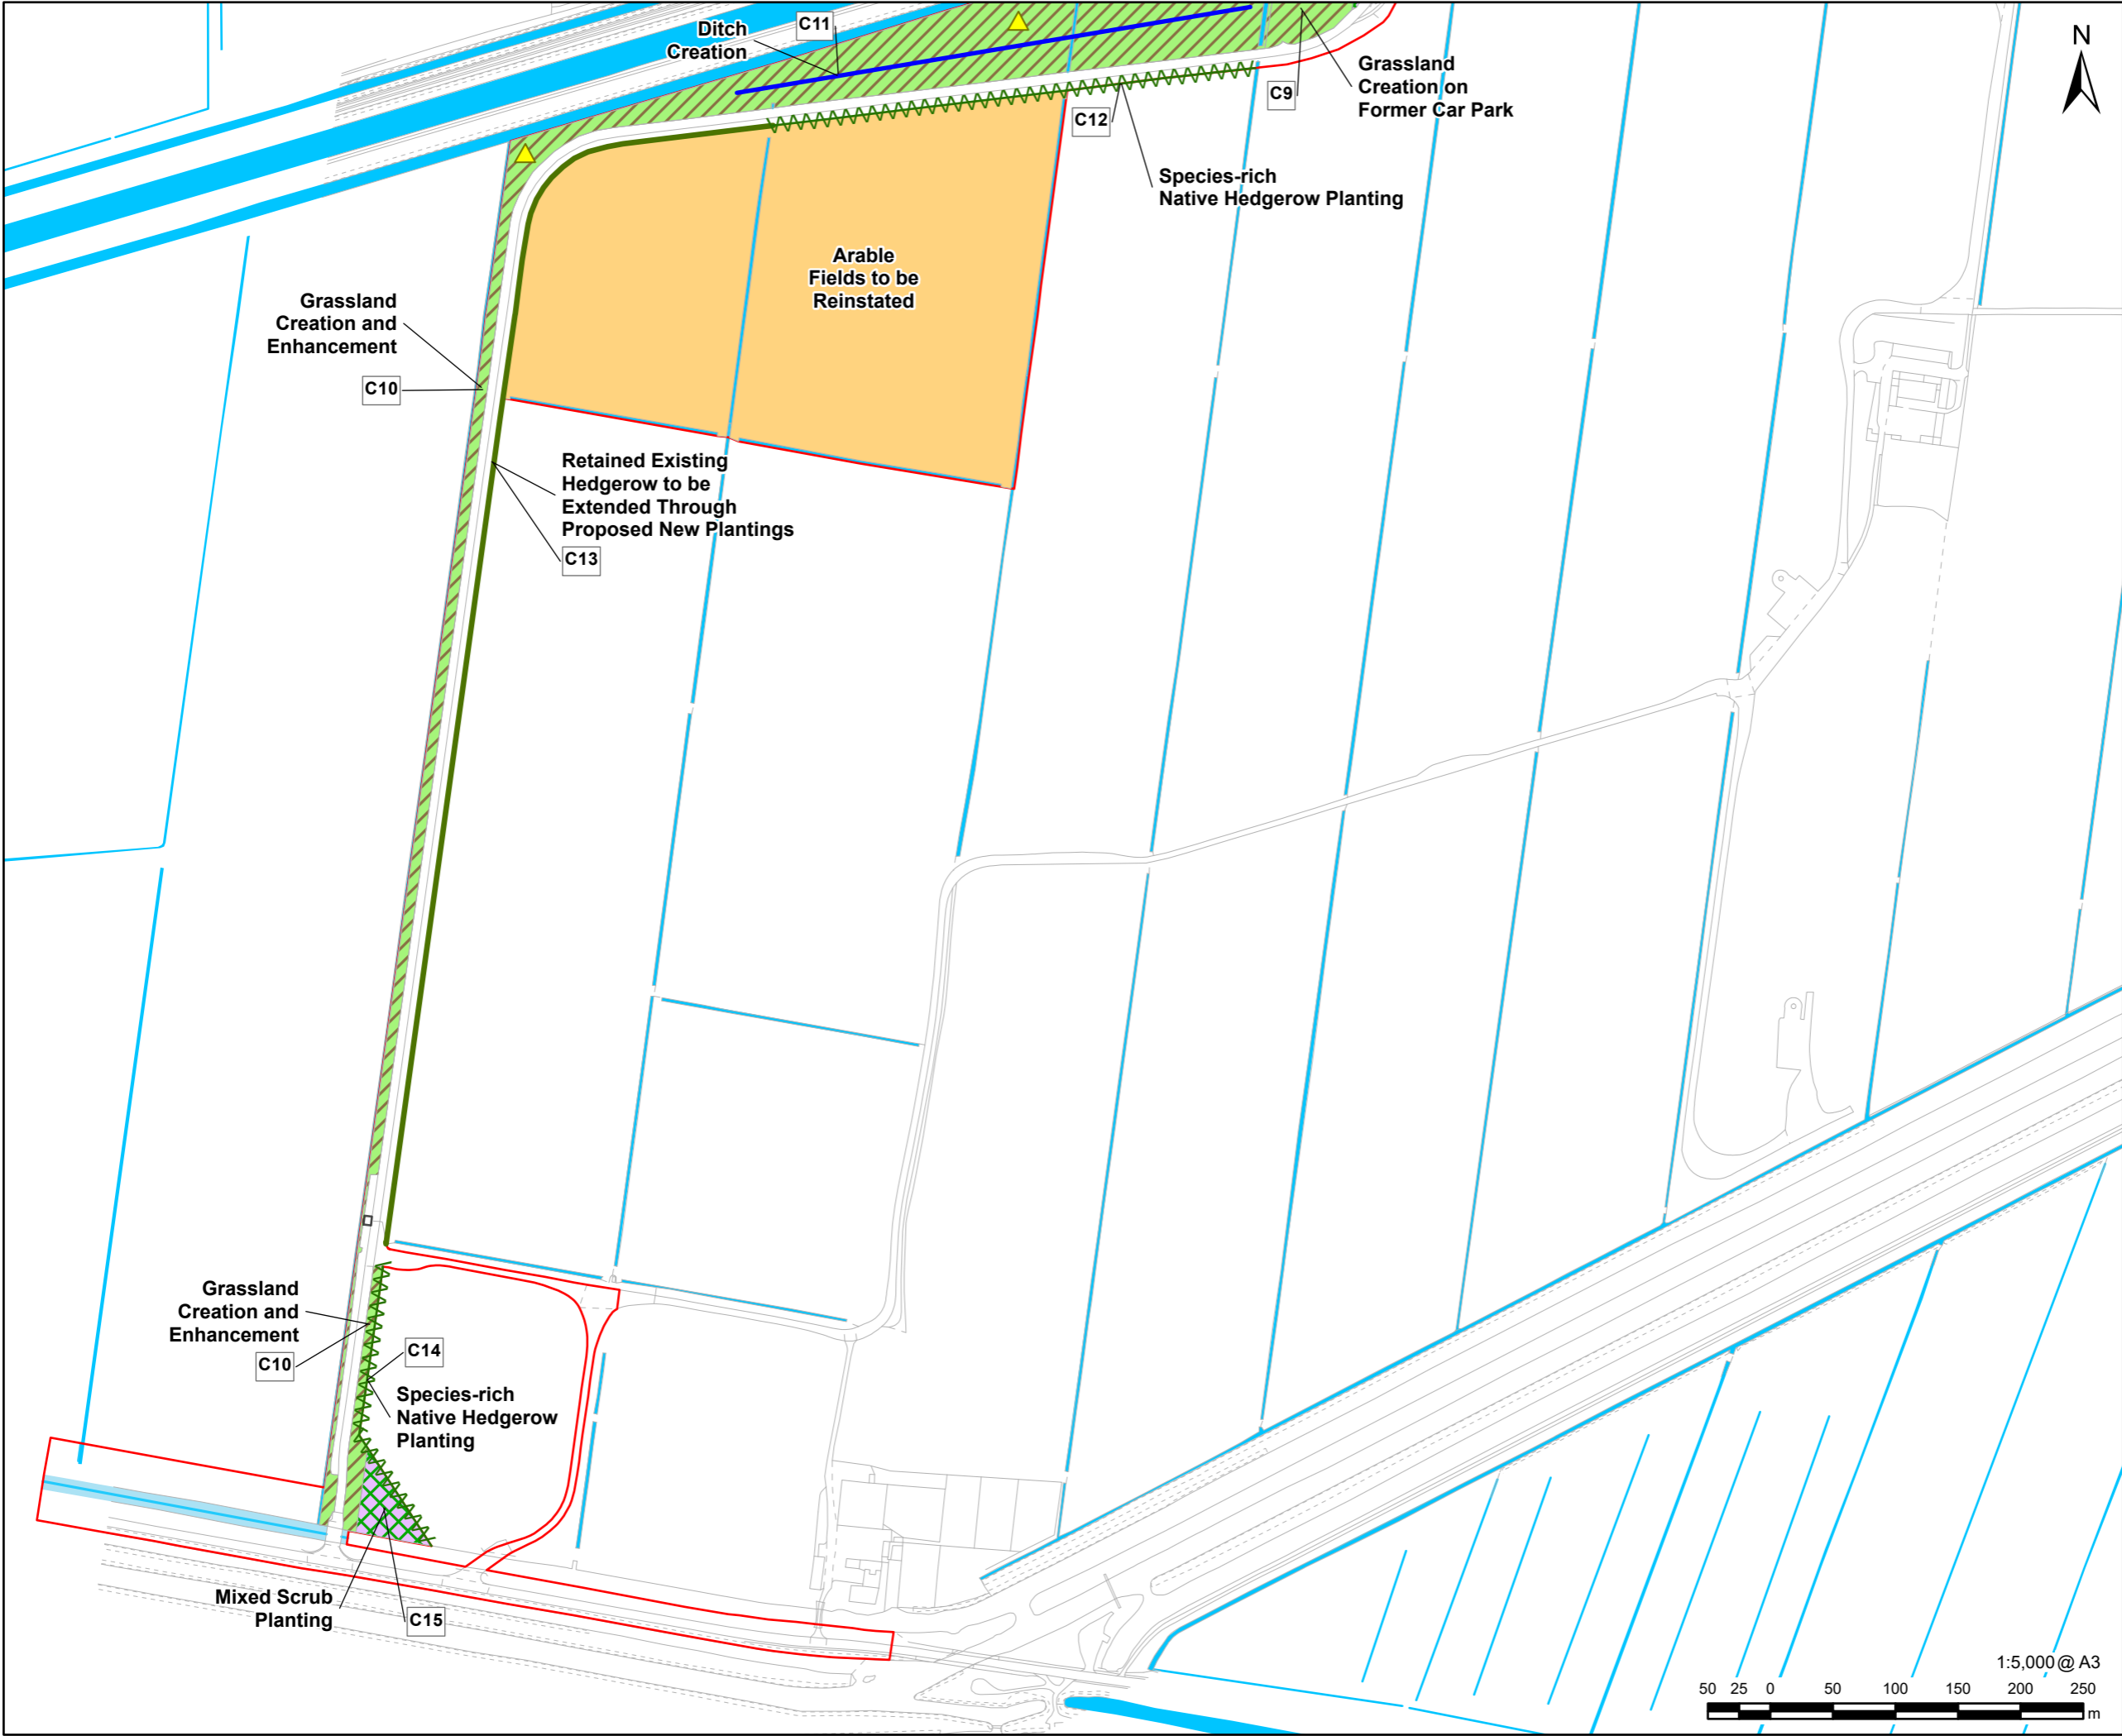 Ditch
Creation
C11
N
Grassland
Creation on
Former Car Park
C9
C12
Species-rich
Native Hedgerow Planting
Arable
Fields to be
Reinstated
Grassland
Creation and
Enhancement
C10
Retained Existing
Hedgerow to be
Extended Through
Proposed New Plantings
C13
Grassland
Creation and
Enhancement
C10
C14
Species-rich
Native Hedgerow
Planting
Mixed Scrub
Planting
C15
1:5,000 @ A3
50 25 0 50 100 150 200 250
m